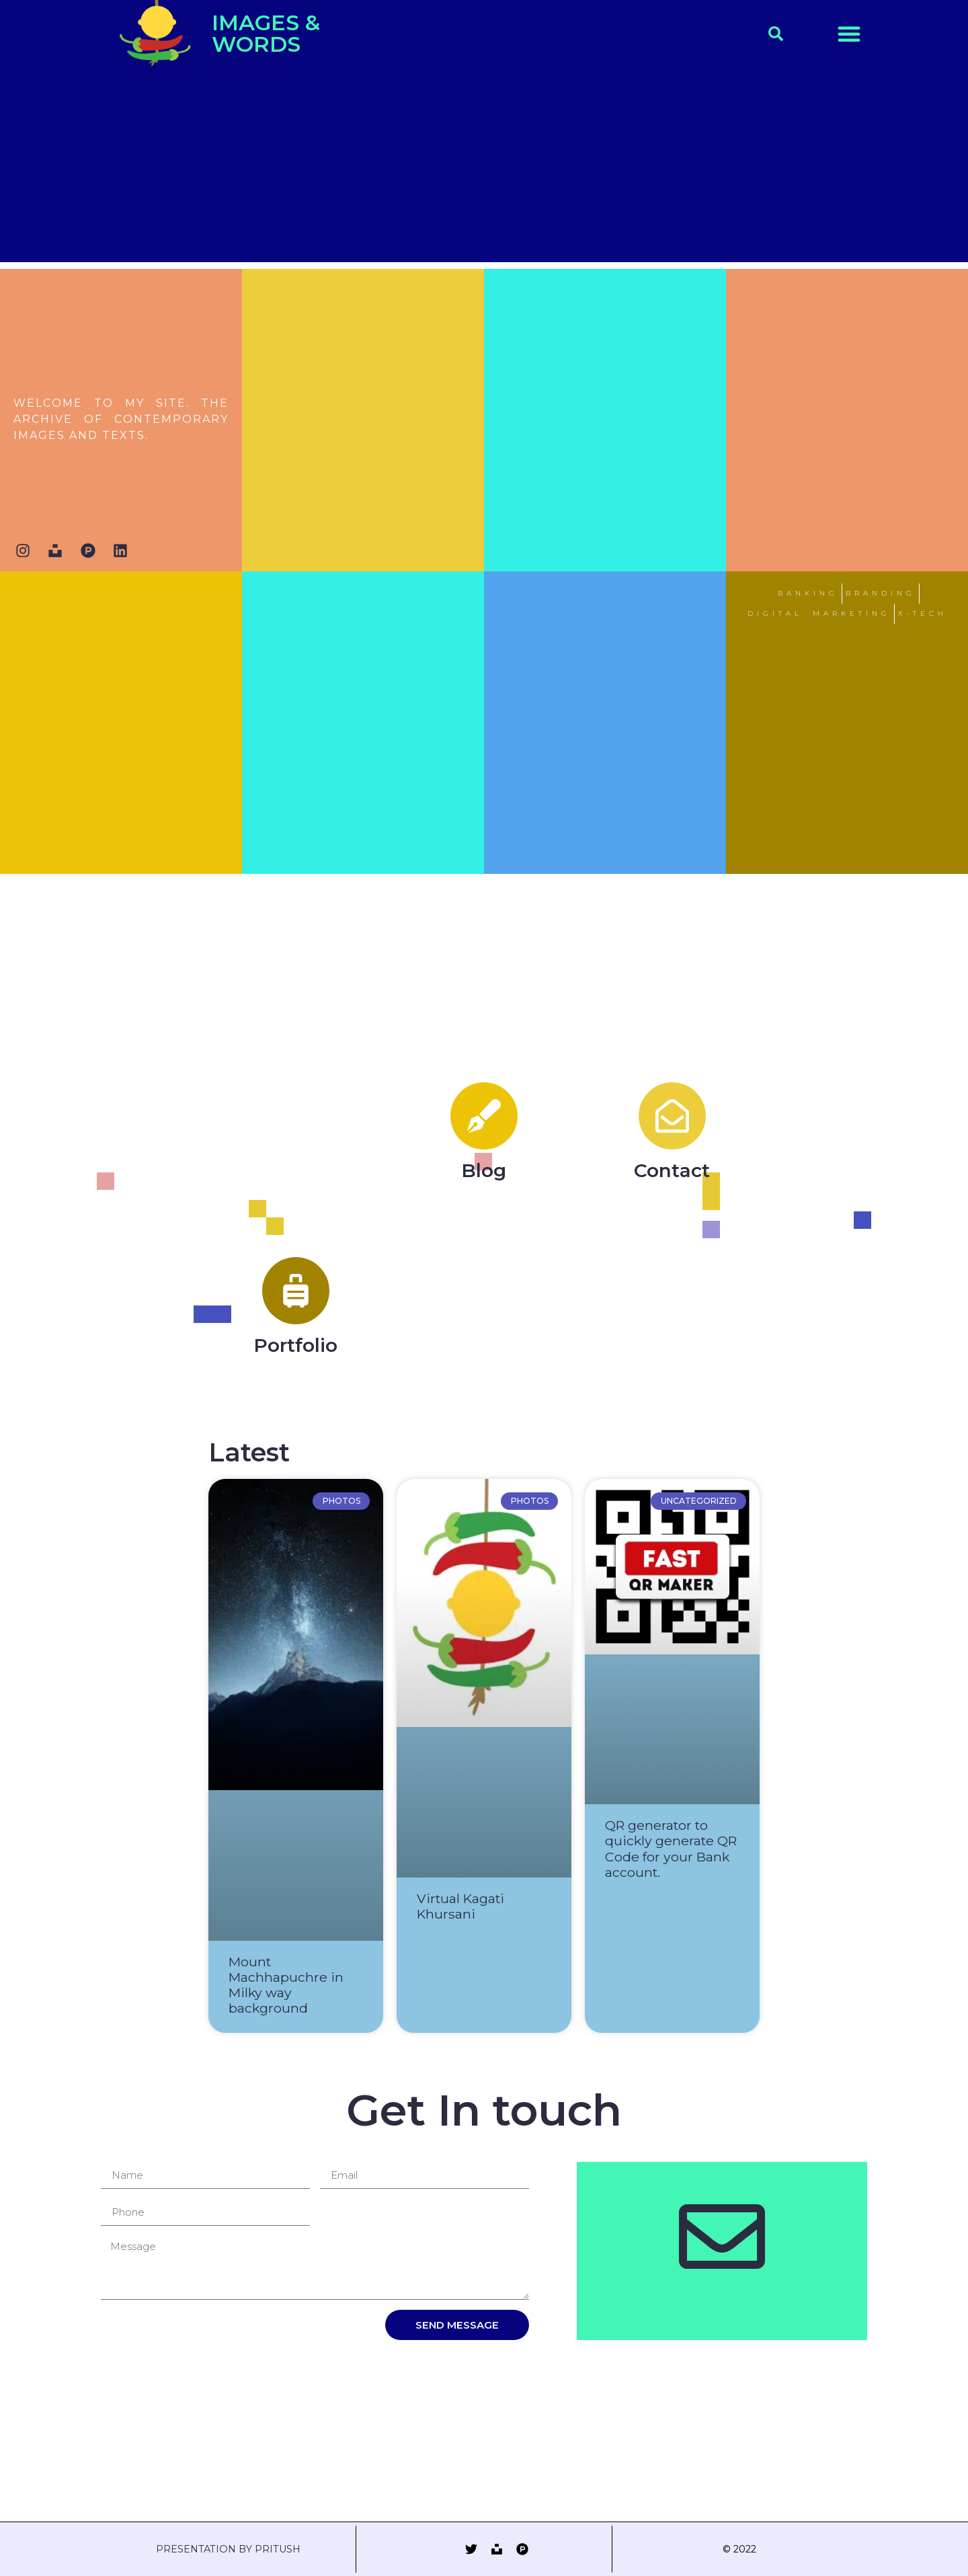 IMAGES &
WORDS
WELCOME TO MY SITE. THE
ARCHIVE OF CONTEMPORARY
IMAGES AND TEXTS.
BANKING BRANDING
DIGITAL MARKETING X-TECH
Blog
Contact
Portfolio
Latest
PHOTOS
Mount
Machhapuchre in
Milky way
background
PHOTOS
Virtual Kagati
Khursani
UNCATEGORIZED
FAST
QR MAKER
QR generator to
quickly generate QR
Code for your Bank
account.
Get In touch
Name
Email
Phone
Message
SEND MESSAGE
PRESENTATION BY PRITUSH
© 2022